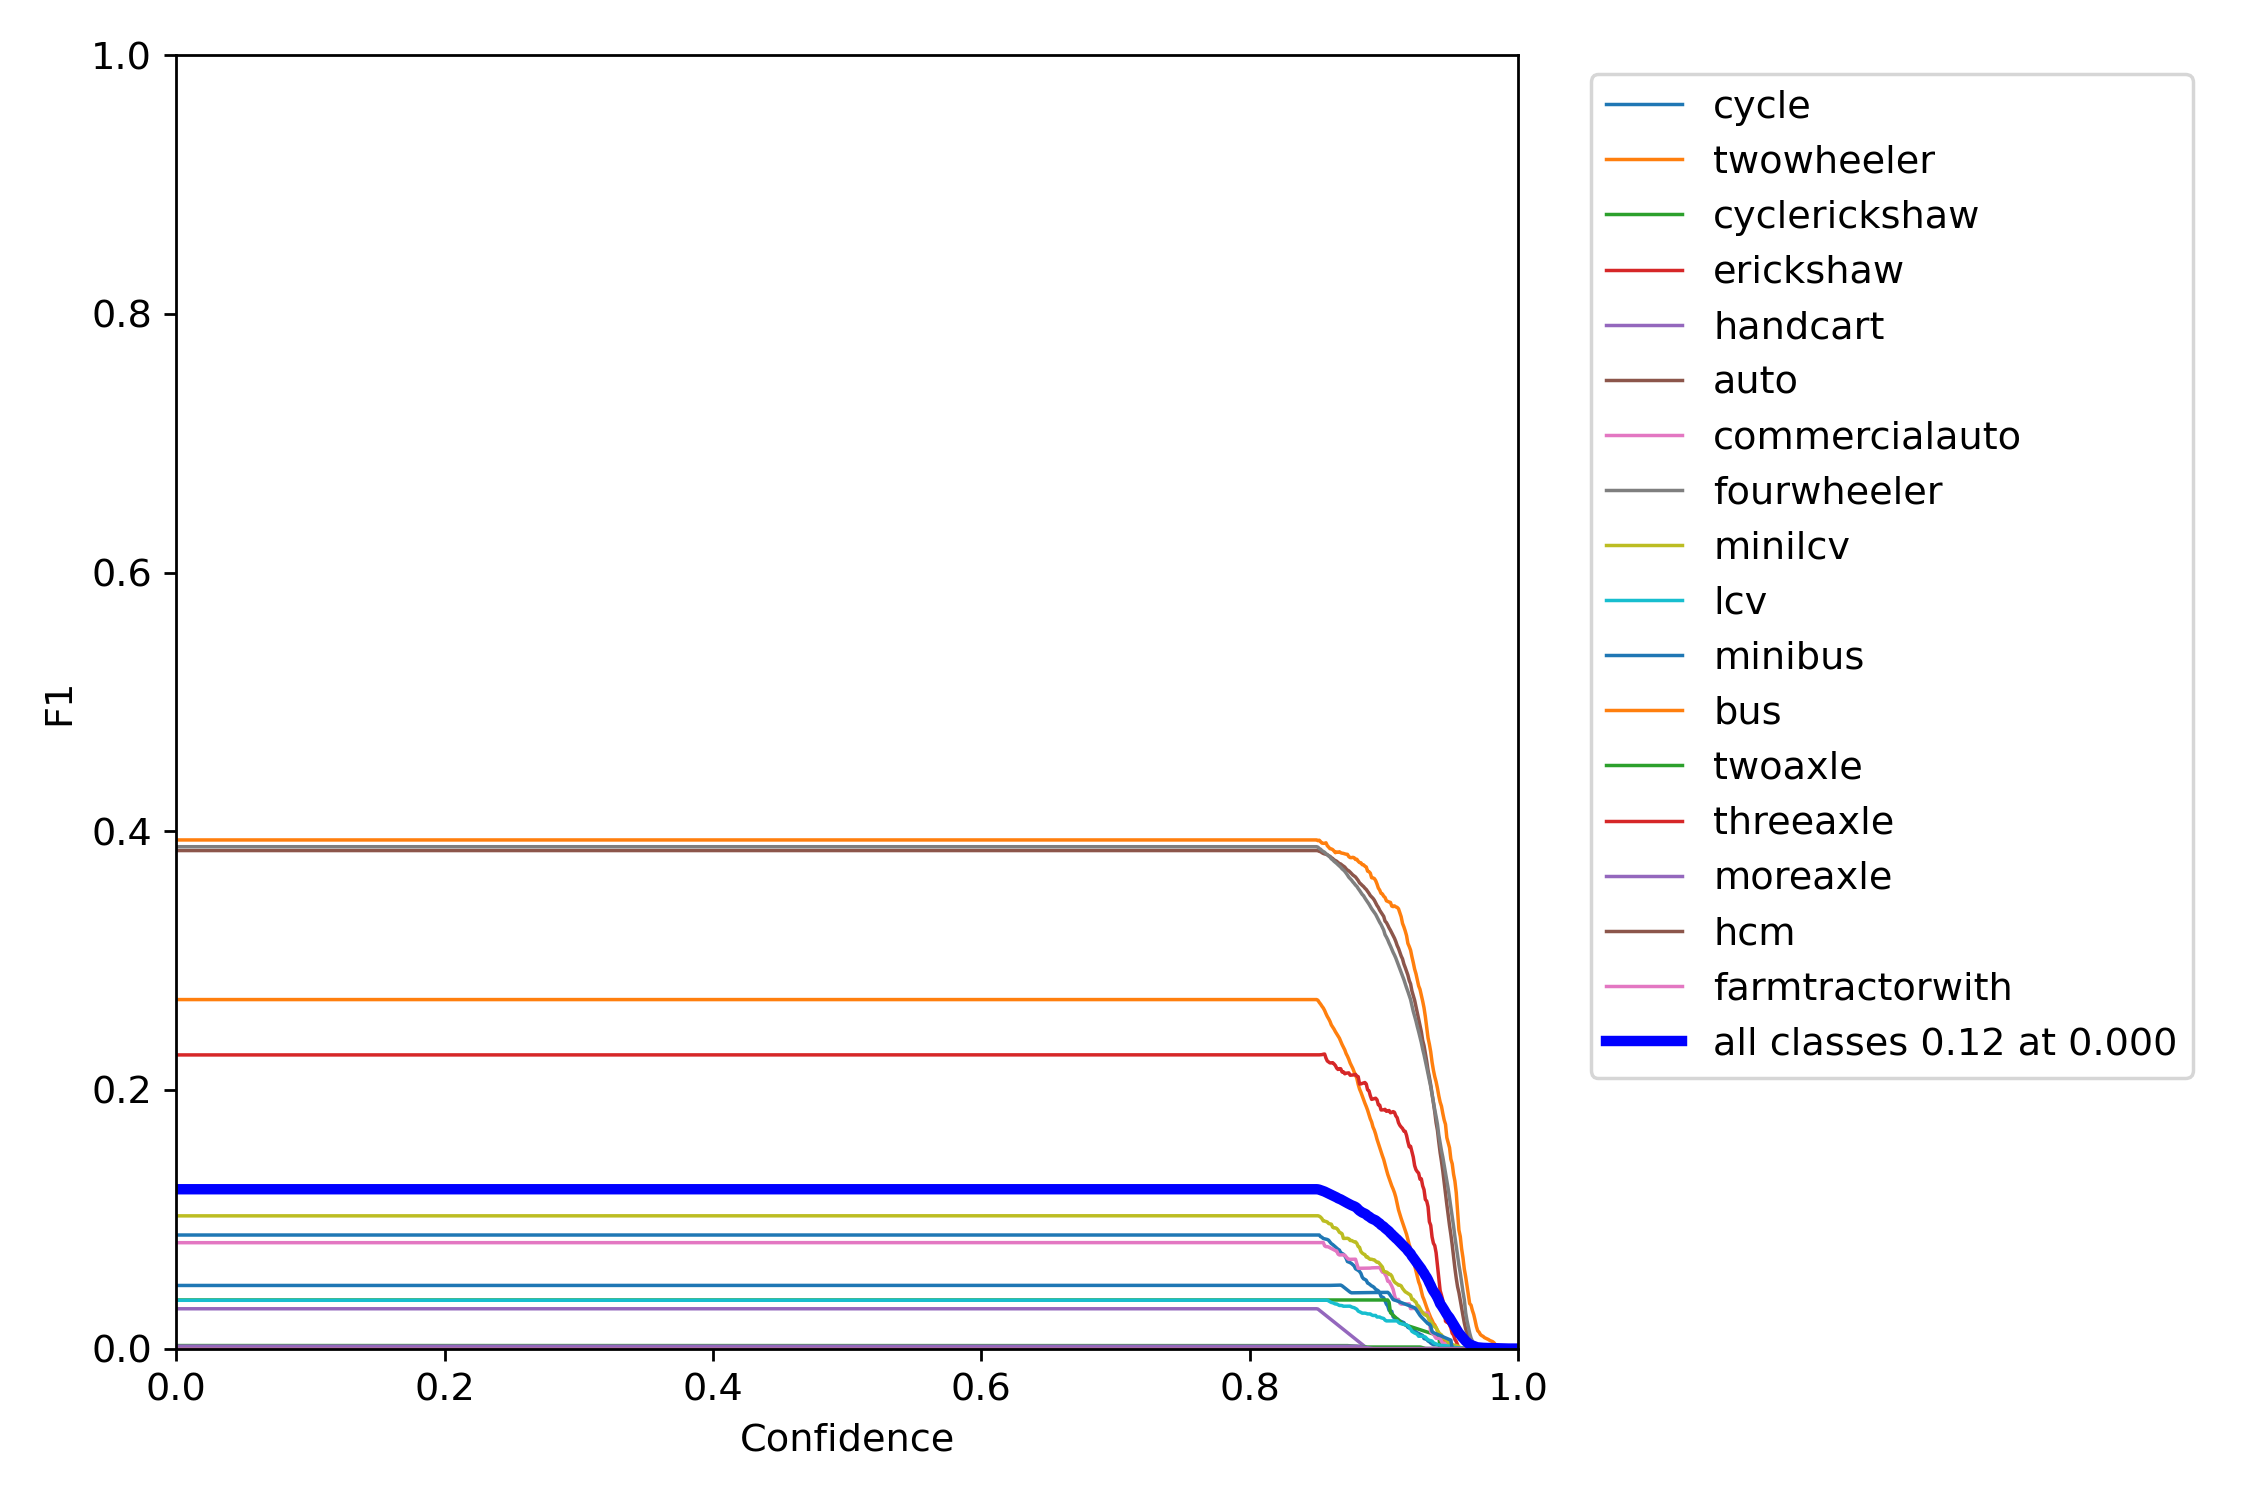 1.0
0.8
0.6
0.4
0.2
0.0
F1
0.0 0.2 0.4 0.6 0.8 1.0
Confidence
cycle
twowheeler
cyclerickshaw
erickshaw
handcart
auto
commercialauto
fourwheeler
minilcv
lcv
minibus
bus
twoaxle
threeaxle
moreaxle
hcm
farmtractorwith
all classes 0.12 at 0.000